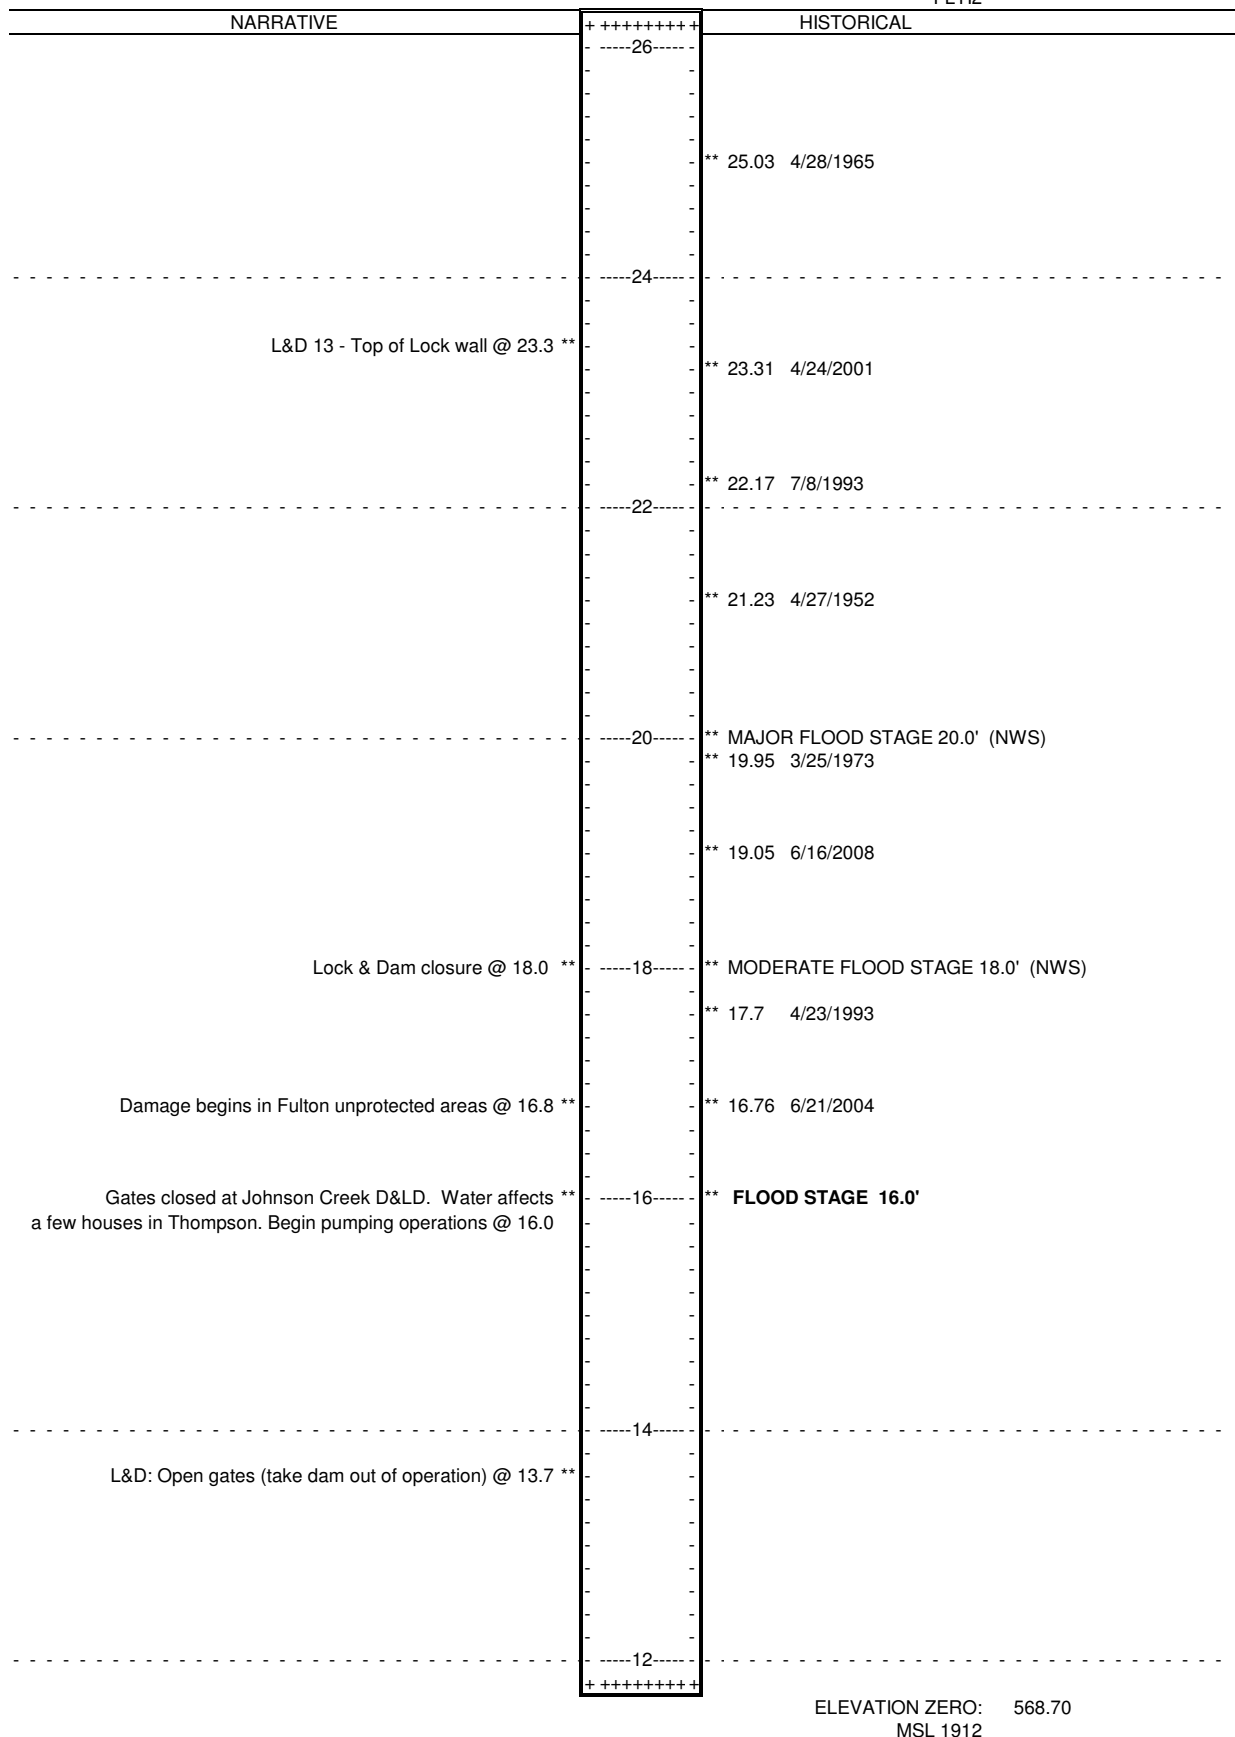 NARRATIVE + ++++++++ + HISTORICAL
- -----26----- -
** 25.03 4/28/1965
- -----24----- -
L&D 13 - Top of Lock wall @ 23.3 **
** 23.31 4/24/2001
** 22.17 7/8/1993
- -----22----- -
** 21.23 4/27/1952
- -----20----- - ** MAJOR FLOOD STAGE 20.0' (NWS)
** 19.95 3/25/1973
** 19.05 6/16/2008
Lock & Dam closure @ 18.0 ** - -----18----- - ** MODERATE FLOOD STAGE 18.0' (NWS)
** 17.7 4/23/1993
Damage begins in Fulton unprotected areas @ 16.8 ** - - ** 16.76 6/21/2004
Gates closed at Johnson Creek D&LD. Water affects ** - -----16----- - ** FLOOD STAGE 16.0'
a few houses in Thompson. Begin pumping operations @ 16.0
- -----14----- -
L&D: Open gates (take dam out of operation) @ 13.7 **
- -----12----- -
+ ++++++++ +
ELEVATION ZERO: 568.70
MSL 1912